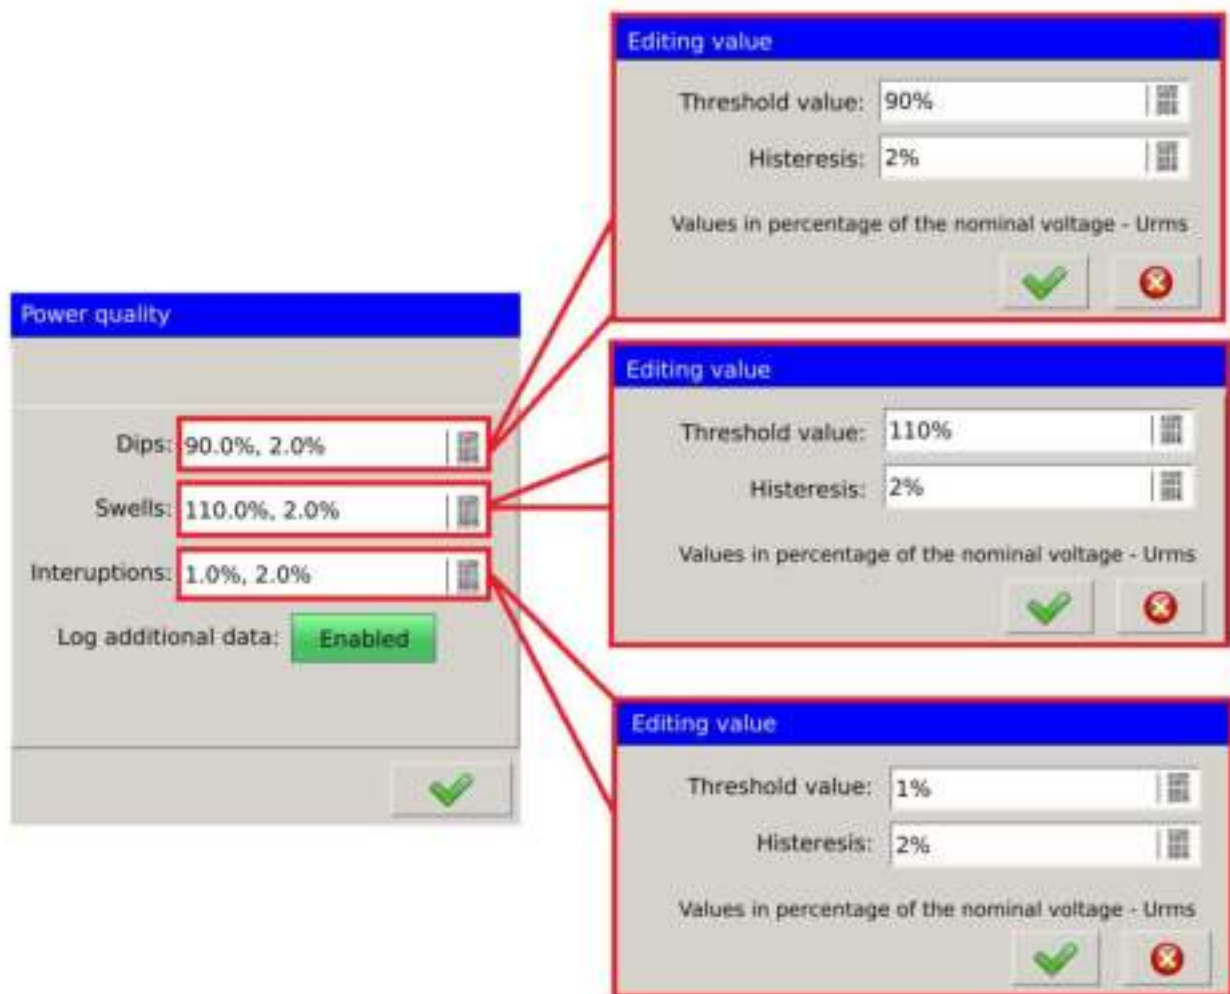 Editing value
Threshold value: 90%
Histeresis: 2%
Values in percentage of the nominal voltage - Urms
Power quality
Dips: 90.0%, 2.0%
Swells: 110.0%, 2.0%
Interuptions: 1.0%, 2.0%
Log additional data: Enabled
Editing value
Threshold value: 110%
Histeresis: 2%
Values in percentage of the nominal voltage - Urms
Editing value
Threshold value: 1%
Histeresis: 2%
Values in percentage of the nominal voltage - Urms